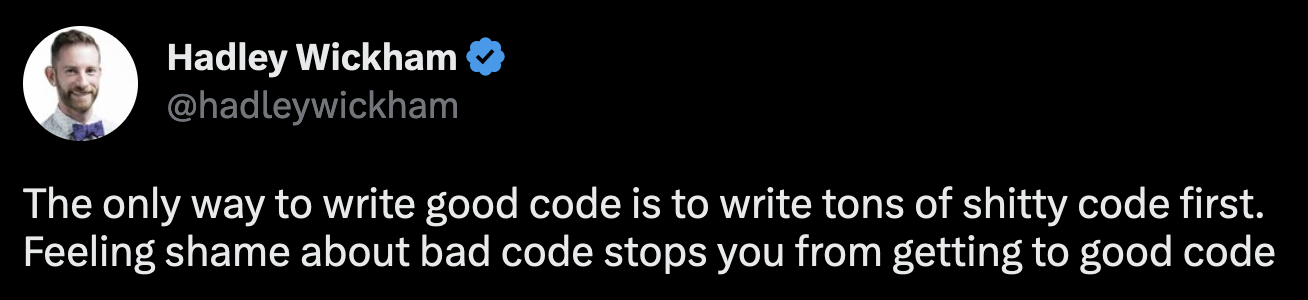 Hadley Wickham
@hadleywickham
The only way to write good code is to write tons of shitty code first.
Feeling shame about bad code stops you from getting to good code